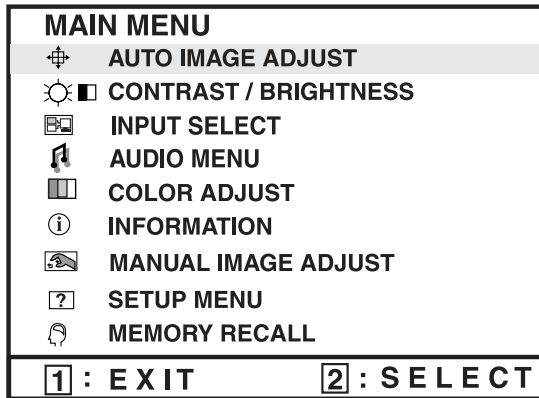 MAIN MENU
AUTO IMAGE ADJUST
CONTRAST / BRIGHTNESS
INPUT SELECT
AUDIO MENU
COLOR ADJUST
i INFORMATION
MANUAL IMAGE ADJUST
? SETUP MENU
MEMORY RECALL
1 : EXIT 2 : SELECT